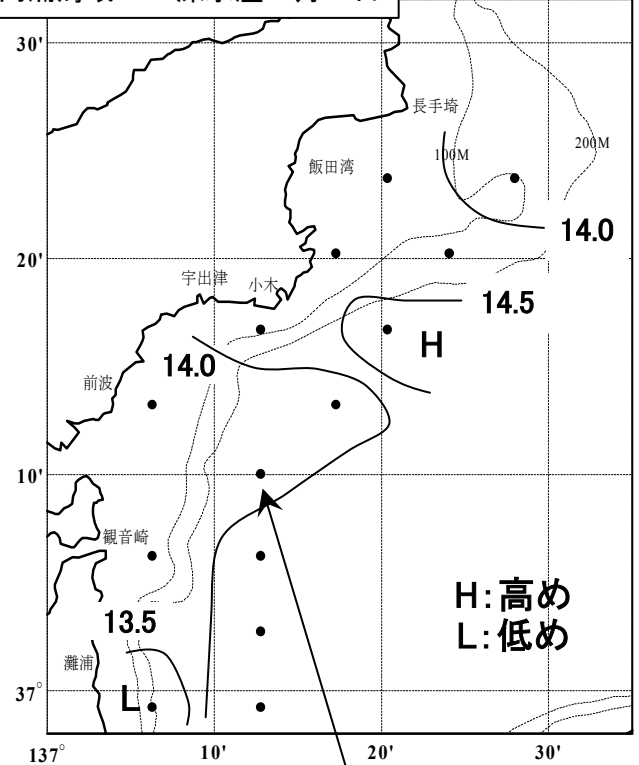 30'
長手埼
100M
200M
飯田湾
14.0
20'
宇出津
小木
14.5
14.0
H
前波
10'
観音崎
H:高め
L:低め
13.5
灘浦
37°
L
137°
10'
20'
30'